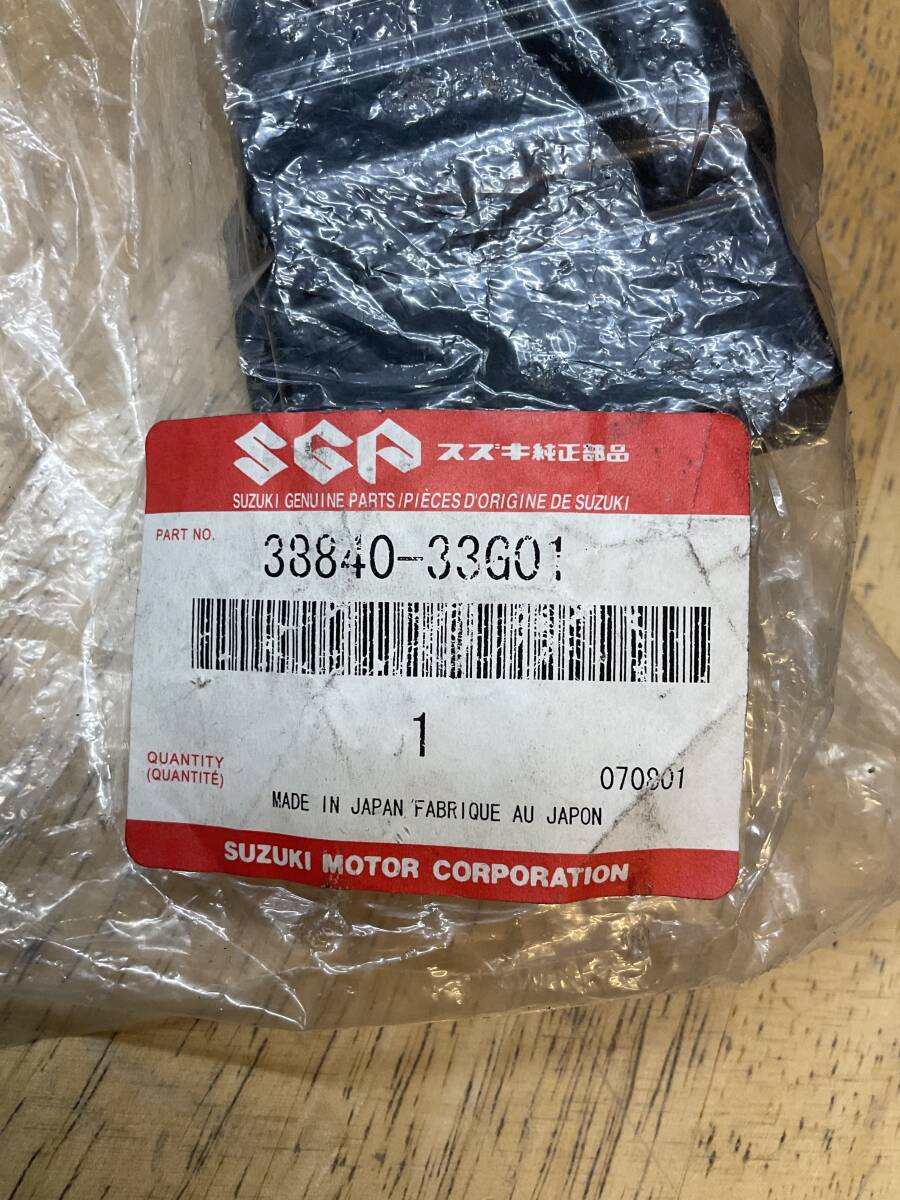 SGP スズキ純正部品
SUZUKI GENUINE PARTS/PIÈCES D'ORIGINE DE SUZUKI
PART NO. 38840-33G01
1
QUANTITY
(QUANTITÉ)
070801
MADE IN JAPAN FABRIQUE AU JAPON
SUZUKI MOTOR CORPORATION